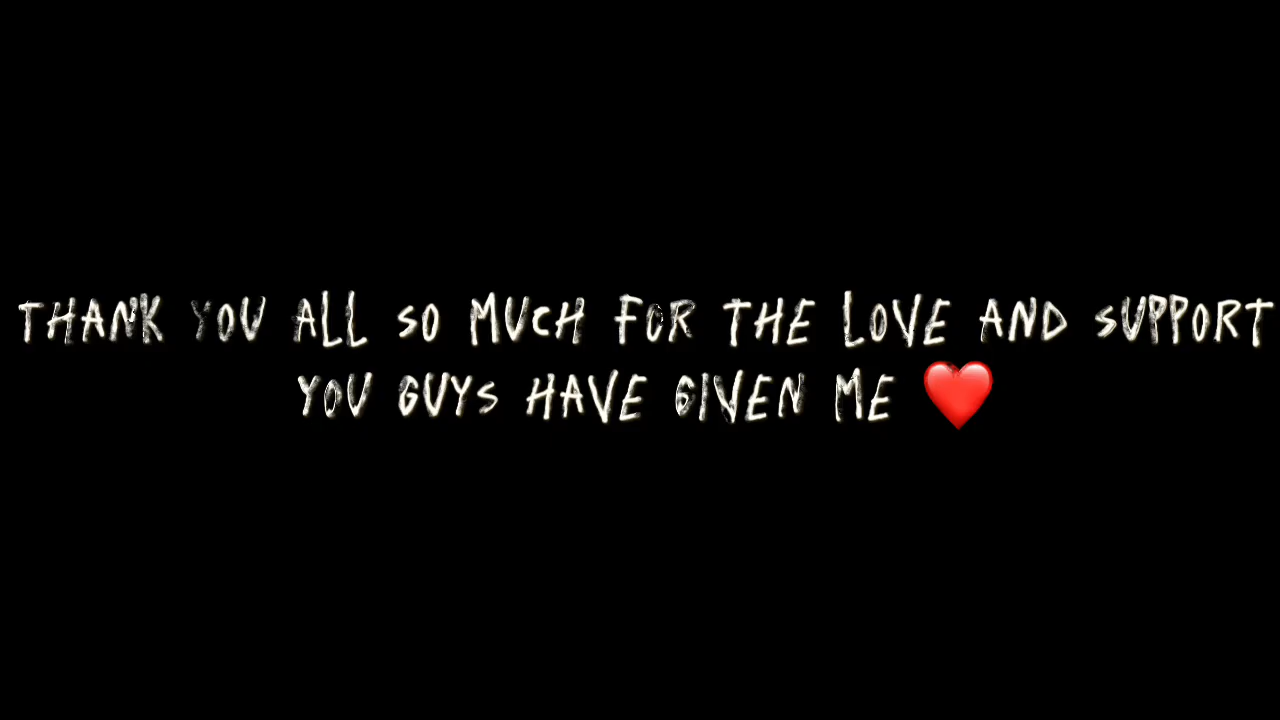 THANK YOU ALL SO MUCH FOR THE LOVE AND SUPPORT
YOU GUYS HAVE GIVEN ME ❤️